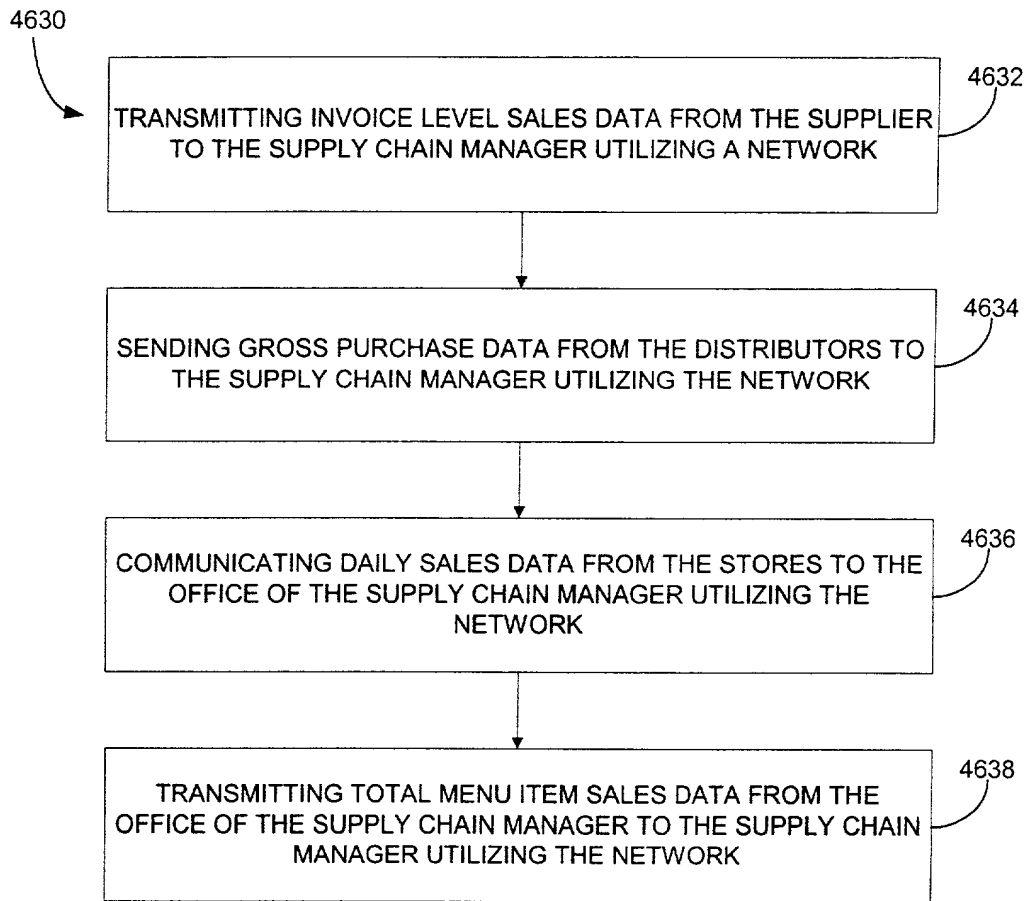 4630
4632
TRANSMITTING INVOICE LEVEL SALES DATA FROM THE SUPPLIER
TO THE SUPPLY CHAIN MANAGER UTILIZING A NETWORK
4634
SENDING GROSS PURCHASE DATA FROM THE DISTRIBUTORS TO
THE SUPPLY CHAIN MANAGER UTILIZING THE NETWORK
4636
COMMUNICATING DAILY SALES DATA FROM THE STORES TO THE
OFFICE OF THE SUPPLY CHAIN MANAGER UTILIZING THE
NETWORK
4638
TRANSMITTING TOTAL MENU ITEM SALES DATA FROM THE
OFFICE OF THE SUPPLY CHAIN MANAGER TO THE SUPPLY CHAIN
MANAGER UTILIZING THE NETWORK